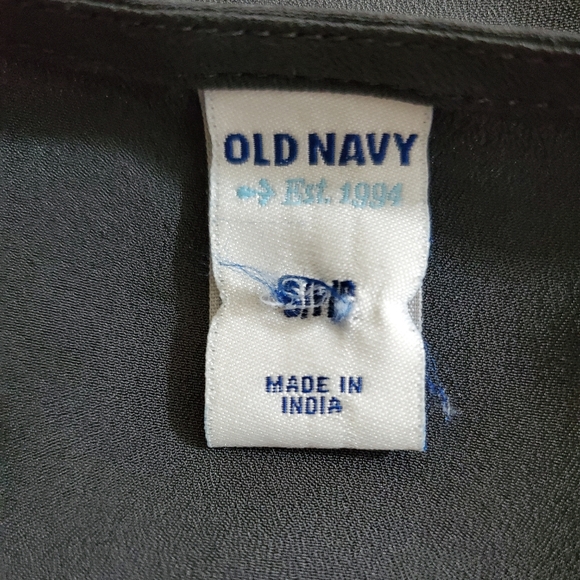 OLD NAVY
Est. 1994
MADE IN
INDIA